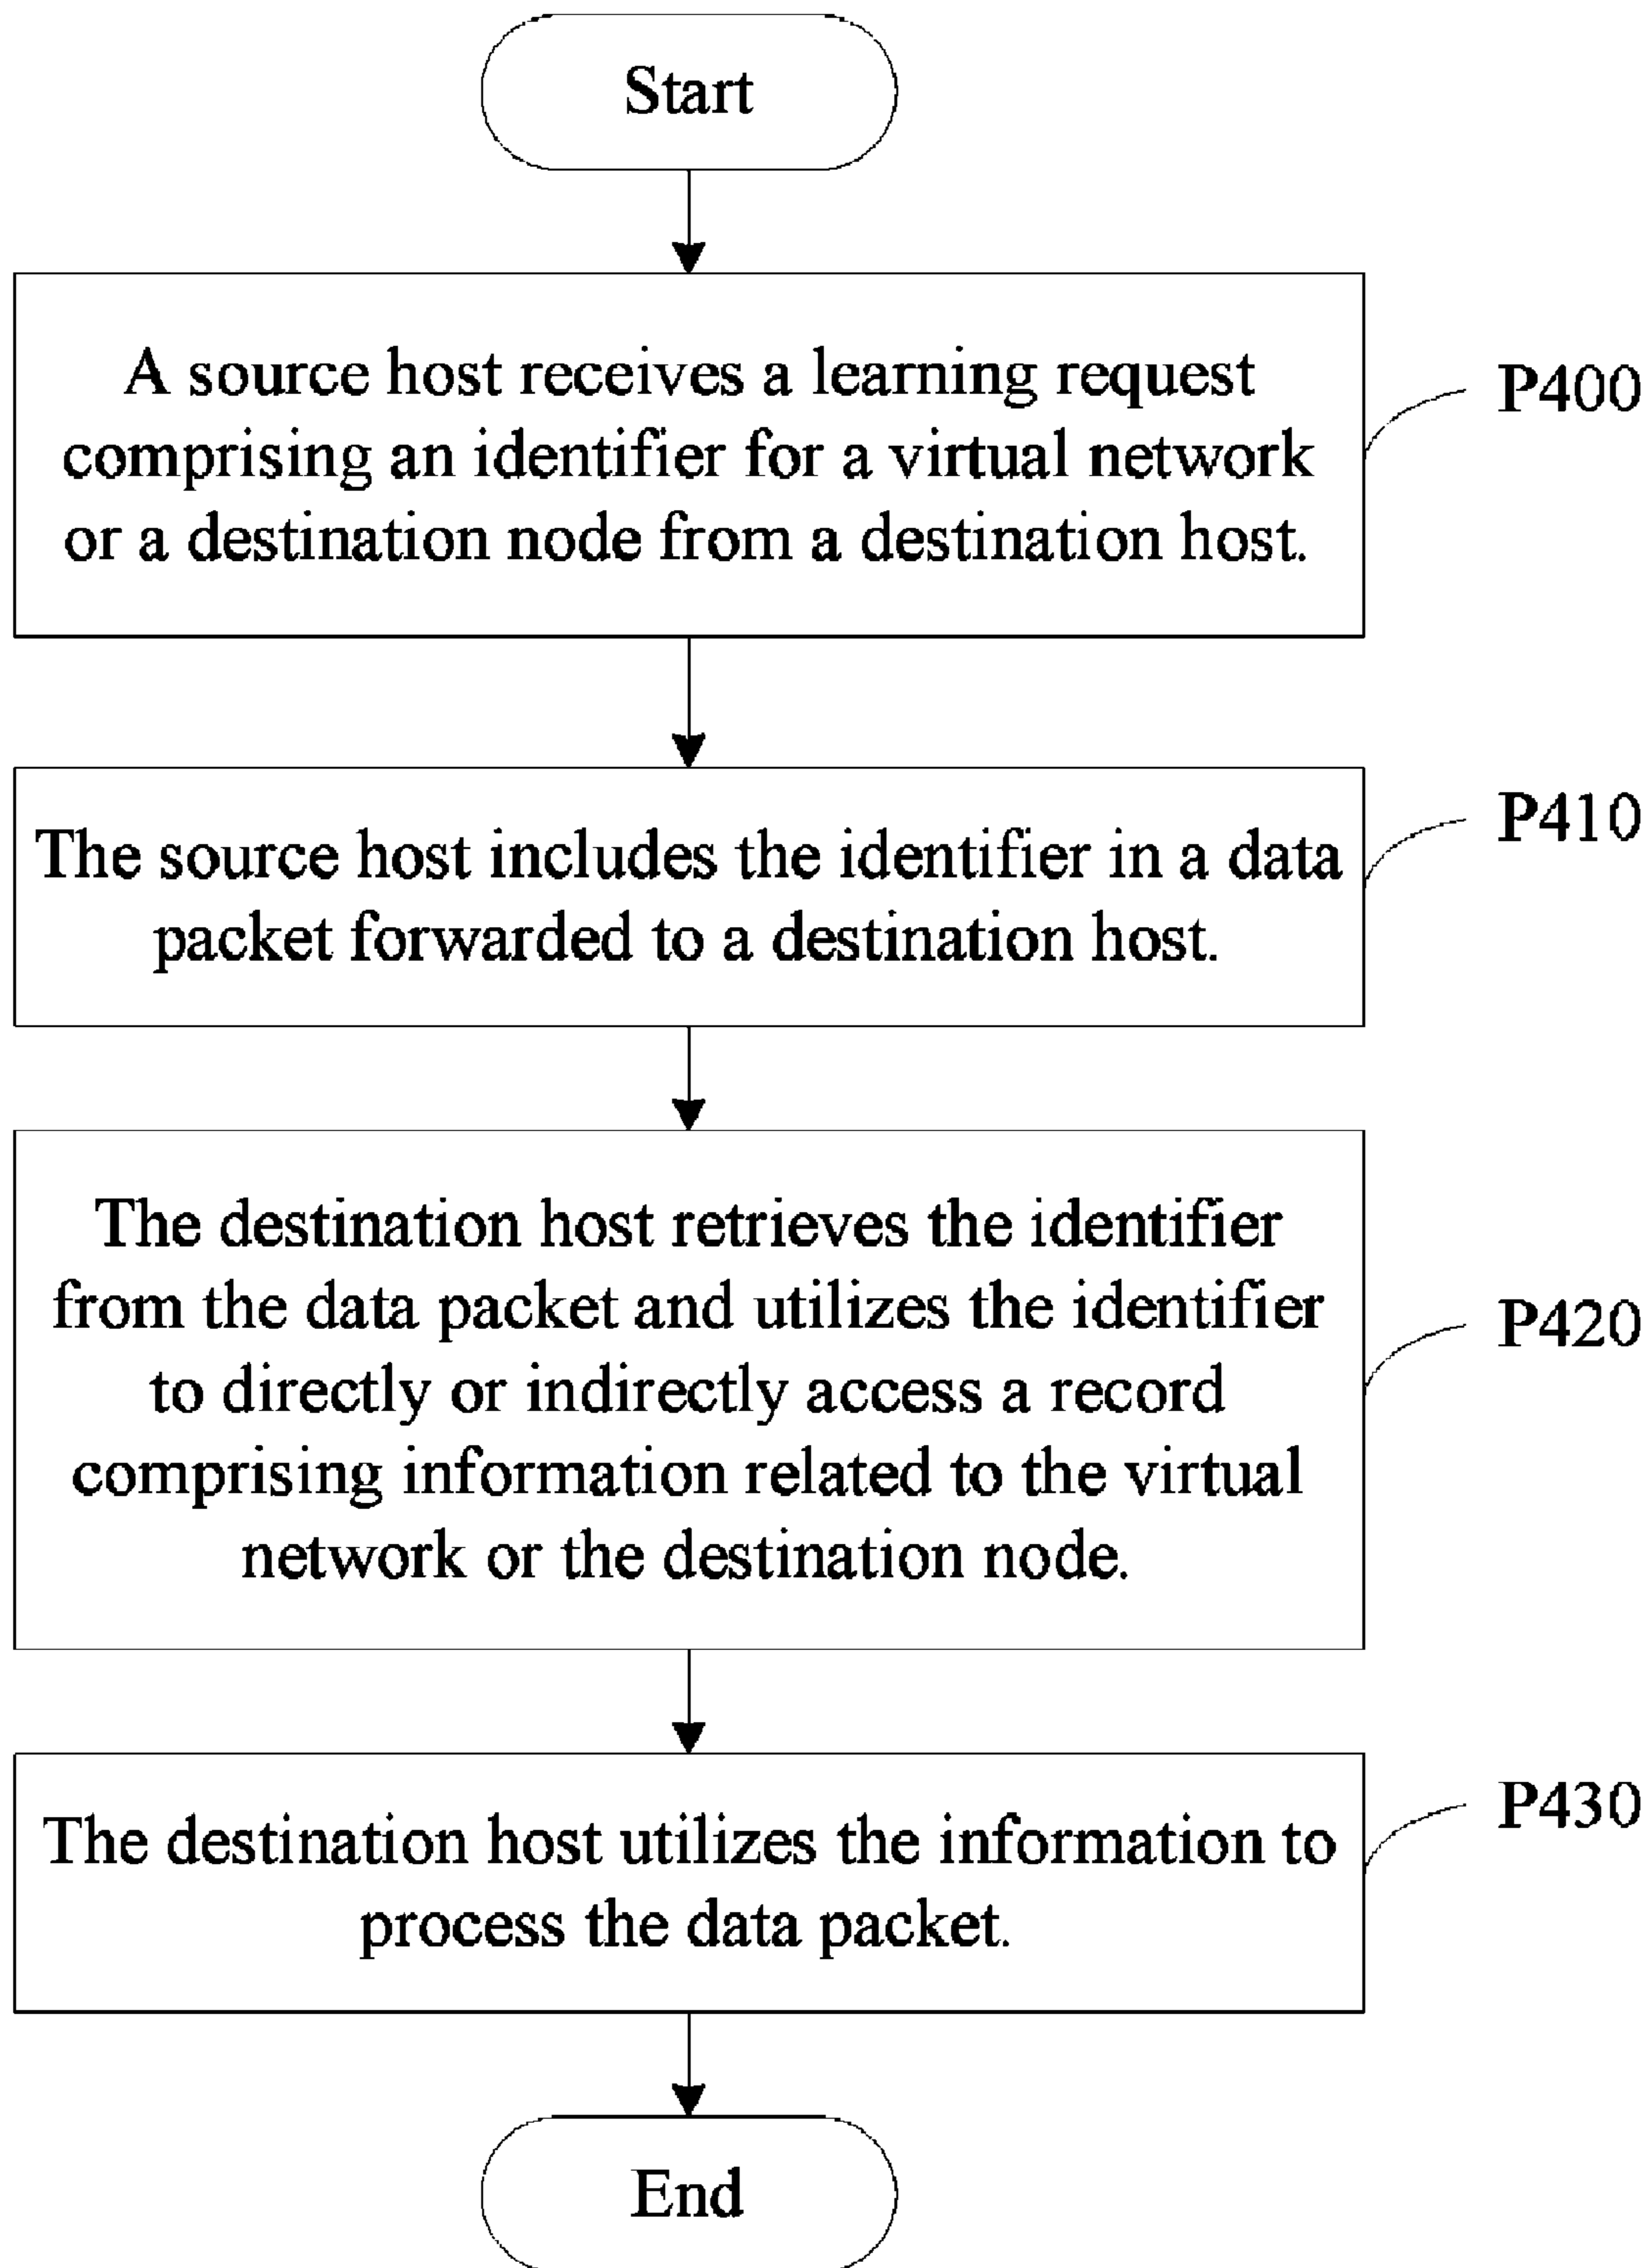 Start
A source host receives a learning request
comprising an identifier for a virtual network
or a destination node from a destination host.
P400
The source host includes the identifier in a data
packet forwarded to a destination host.
P410
The destination host retrieves the identifier
from the data packet and utilizes the identifier
to directly or indirectly access a record
comprising information related to the virtual
network or the destination node.
P420
The destination host utilizes the information to
process the data packet.
P430
End